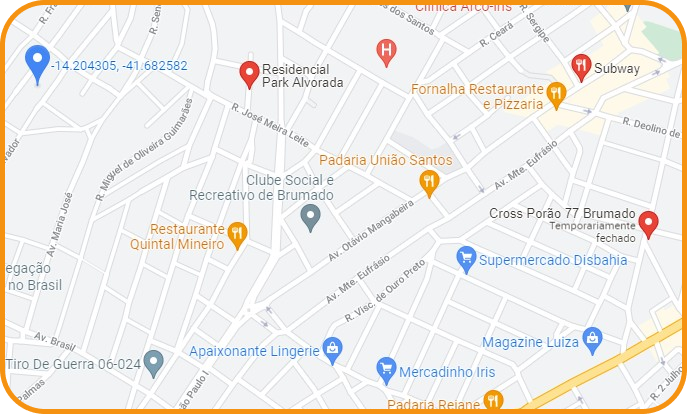 Clínica Arco-Íris
os dos Santos
R. Sen
R. Ceará
R. Sergipe
-14.204305, -41.682582
Residencial
Park Alvorada
Subway
Fornalha Restaurante
e Pizzaria
R. José Meira Leite
R. Deolino de
R. Miguel de Oliveira Guimarães
Av. Mte. Eufrásio
Padaria União Santos
Clube Social e
Recreativo de Brumado
vador
Av. Maria José
Av. Otávio Mangabeira
Cross Porão 77 Brumado
Temporariamente
fechado
Restaurante
Quintal Mineiro
Supermercado Disbahia
egação
no Brasil
Av. Mte. Eufrásio
R. Visc. de Ouro Preto
Av. Brasil
Apaixonante Lingerie
Magazine Luiza
Tiro De Guerra 06-024
Mercadinho Iris
São Paulo I
Palmas
R. 2 Julho
Padaria Rejane
H